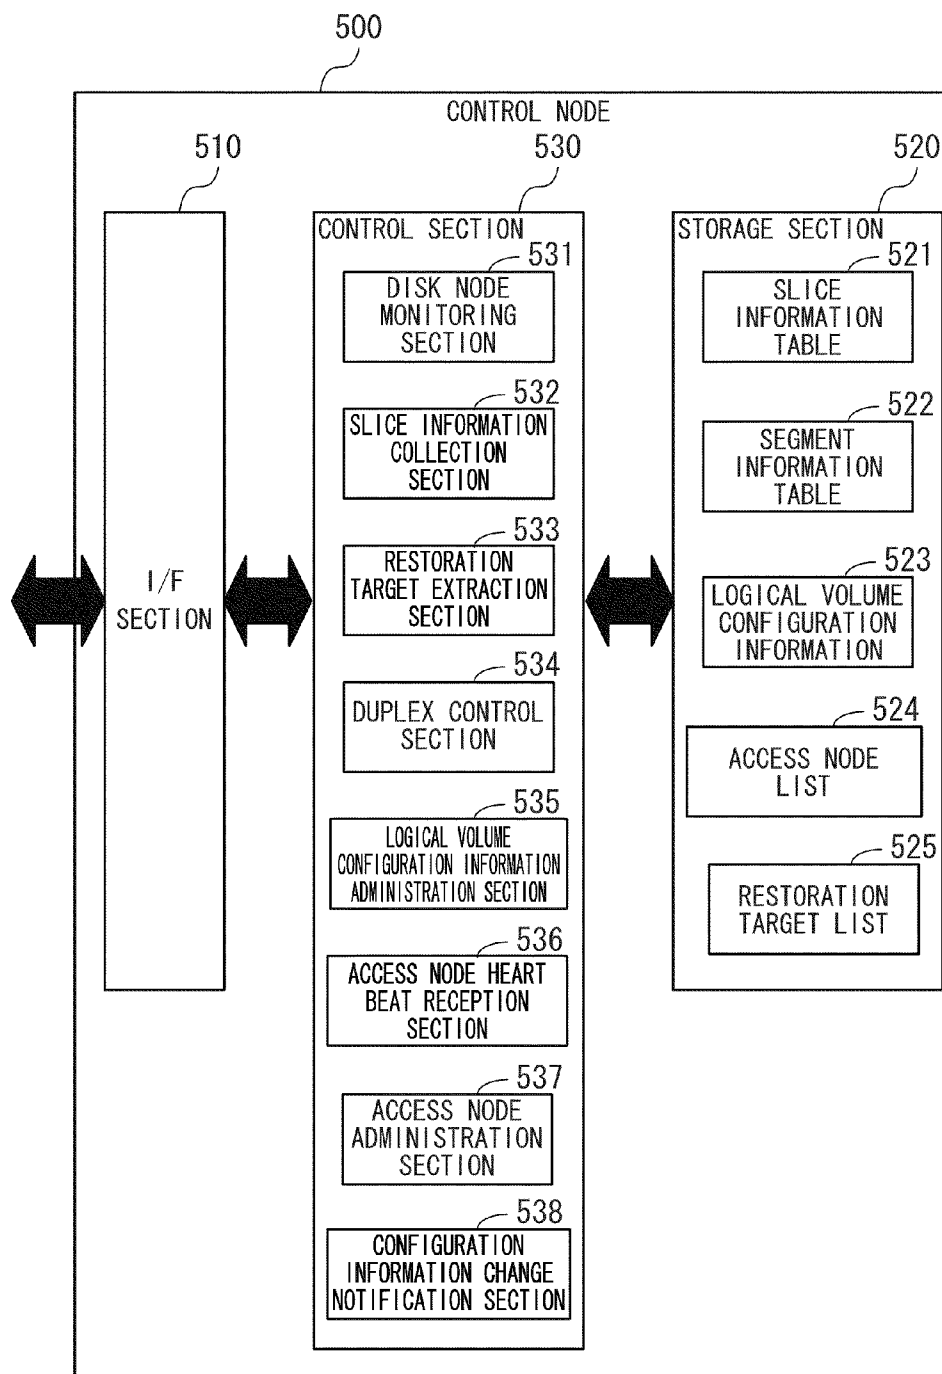 500
CONTROL NODE
510
I/F
SECTION
530
CONTROL SECTION
531
DISK NODE
MONITORING
SECTION
532
SLICE INFORMATION
COLLECTION
SECTION
533
RESTORATION
TARGET EXTRACTION
SECTION
534
DUPLEX CONTROL
SECTION
535
LOGICAL VOLUME
CONFIGURATION INFORMATION
ADMINISTRATION SECTION
536
ACCESS NODE HEART
BEAT RECEPTION
SECTION
537
ACCESS NODE
ADMINISTRATION
SECTION
538
CONFIGURATION
INFORMATION CHANGE
NOTIFICATION SECTION
520
STORAGE SECTION
521
SLICE
INFORMATION
TABLE
522
SEGMENT
INFORMATION
TABLE
523
LOGICAL VOLUME
CONFIGURATION
INFORMATION
524
ACCESS NODE
LIST
525
RESTORATION
TARGET LIST